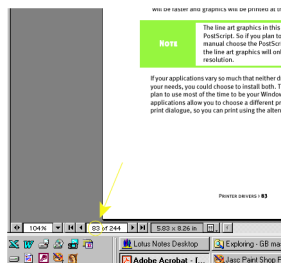 will be faster and graphics will be printed at th
NOTE
The line art graphics in this
PostScript. So if you plan to
manual choose the PostScr
the line art graphics will onl
resolution.
If your applications vary so much that neither d
your needs, you could choose to install both. T
plan to use most of the time to be your Window
applications allow you to choose a different pr
print dialogue, so you can print using the altern
PRINTER DRIVERS > 83
104% 83 of 244 5.83 x 8.26 in
Lotus Notes Desktop Exploring - GB ma
Adobe Acrobat - [... Jasc Paint Shop P